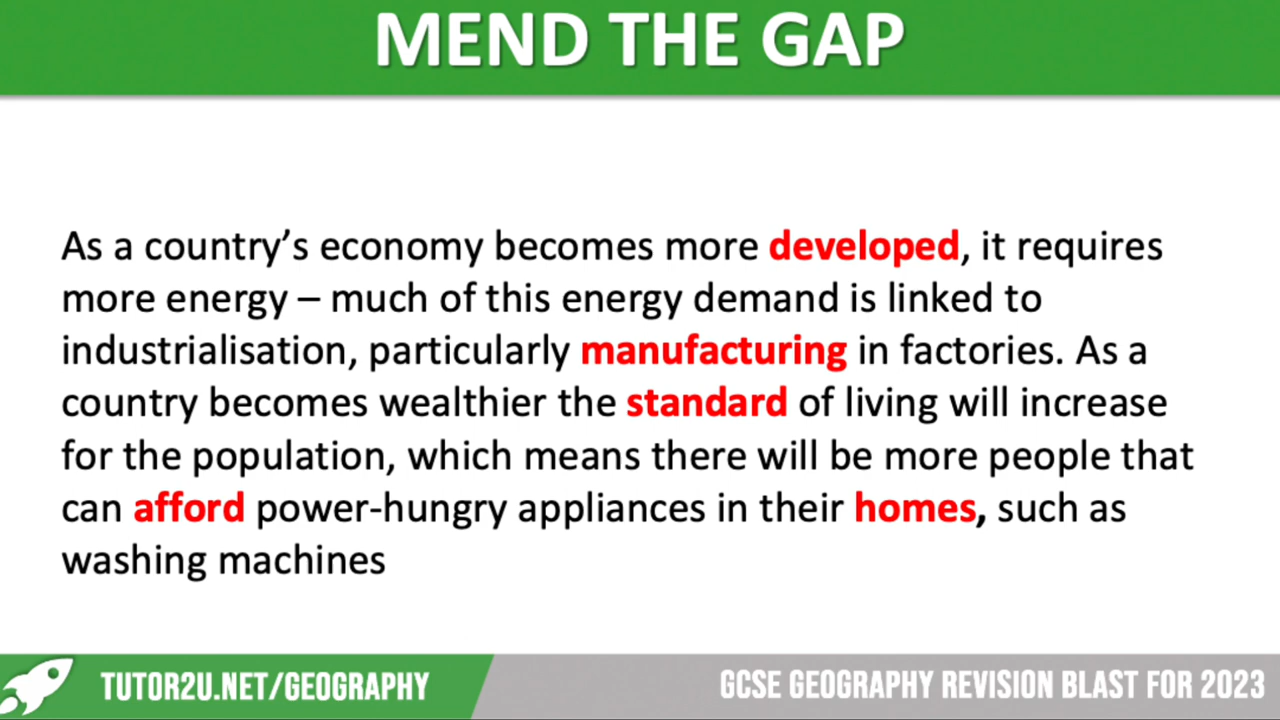 MEND THE GAP
As a country’s economy becomes more developed, it requires
more energy – much of this energy demand is linked to
industrialisation, particularly manufacturing in factories. As a
country becomes wealthier the standard of living will increase
for the population, which means there will be more people that
can afford power-hungry appliances in their homes, such as
washing machines
TUTOR2U.NET/GEOGRAPHY
GCSE GEOGRAPHY REVISION BLAST FOR 2023